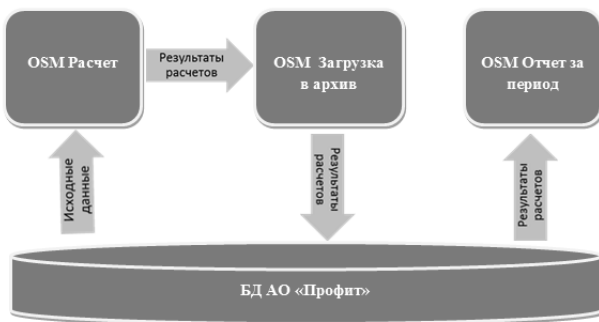 OSM Расчет
Результаты
расчетов
OSM Загрузка
в архив
OSM Отчет за
период
Исходные
данные
Результаты
расчетов
Результаты
расчетов
БД АО «Профит»